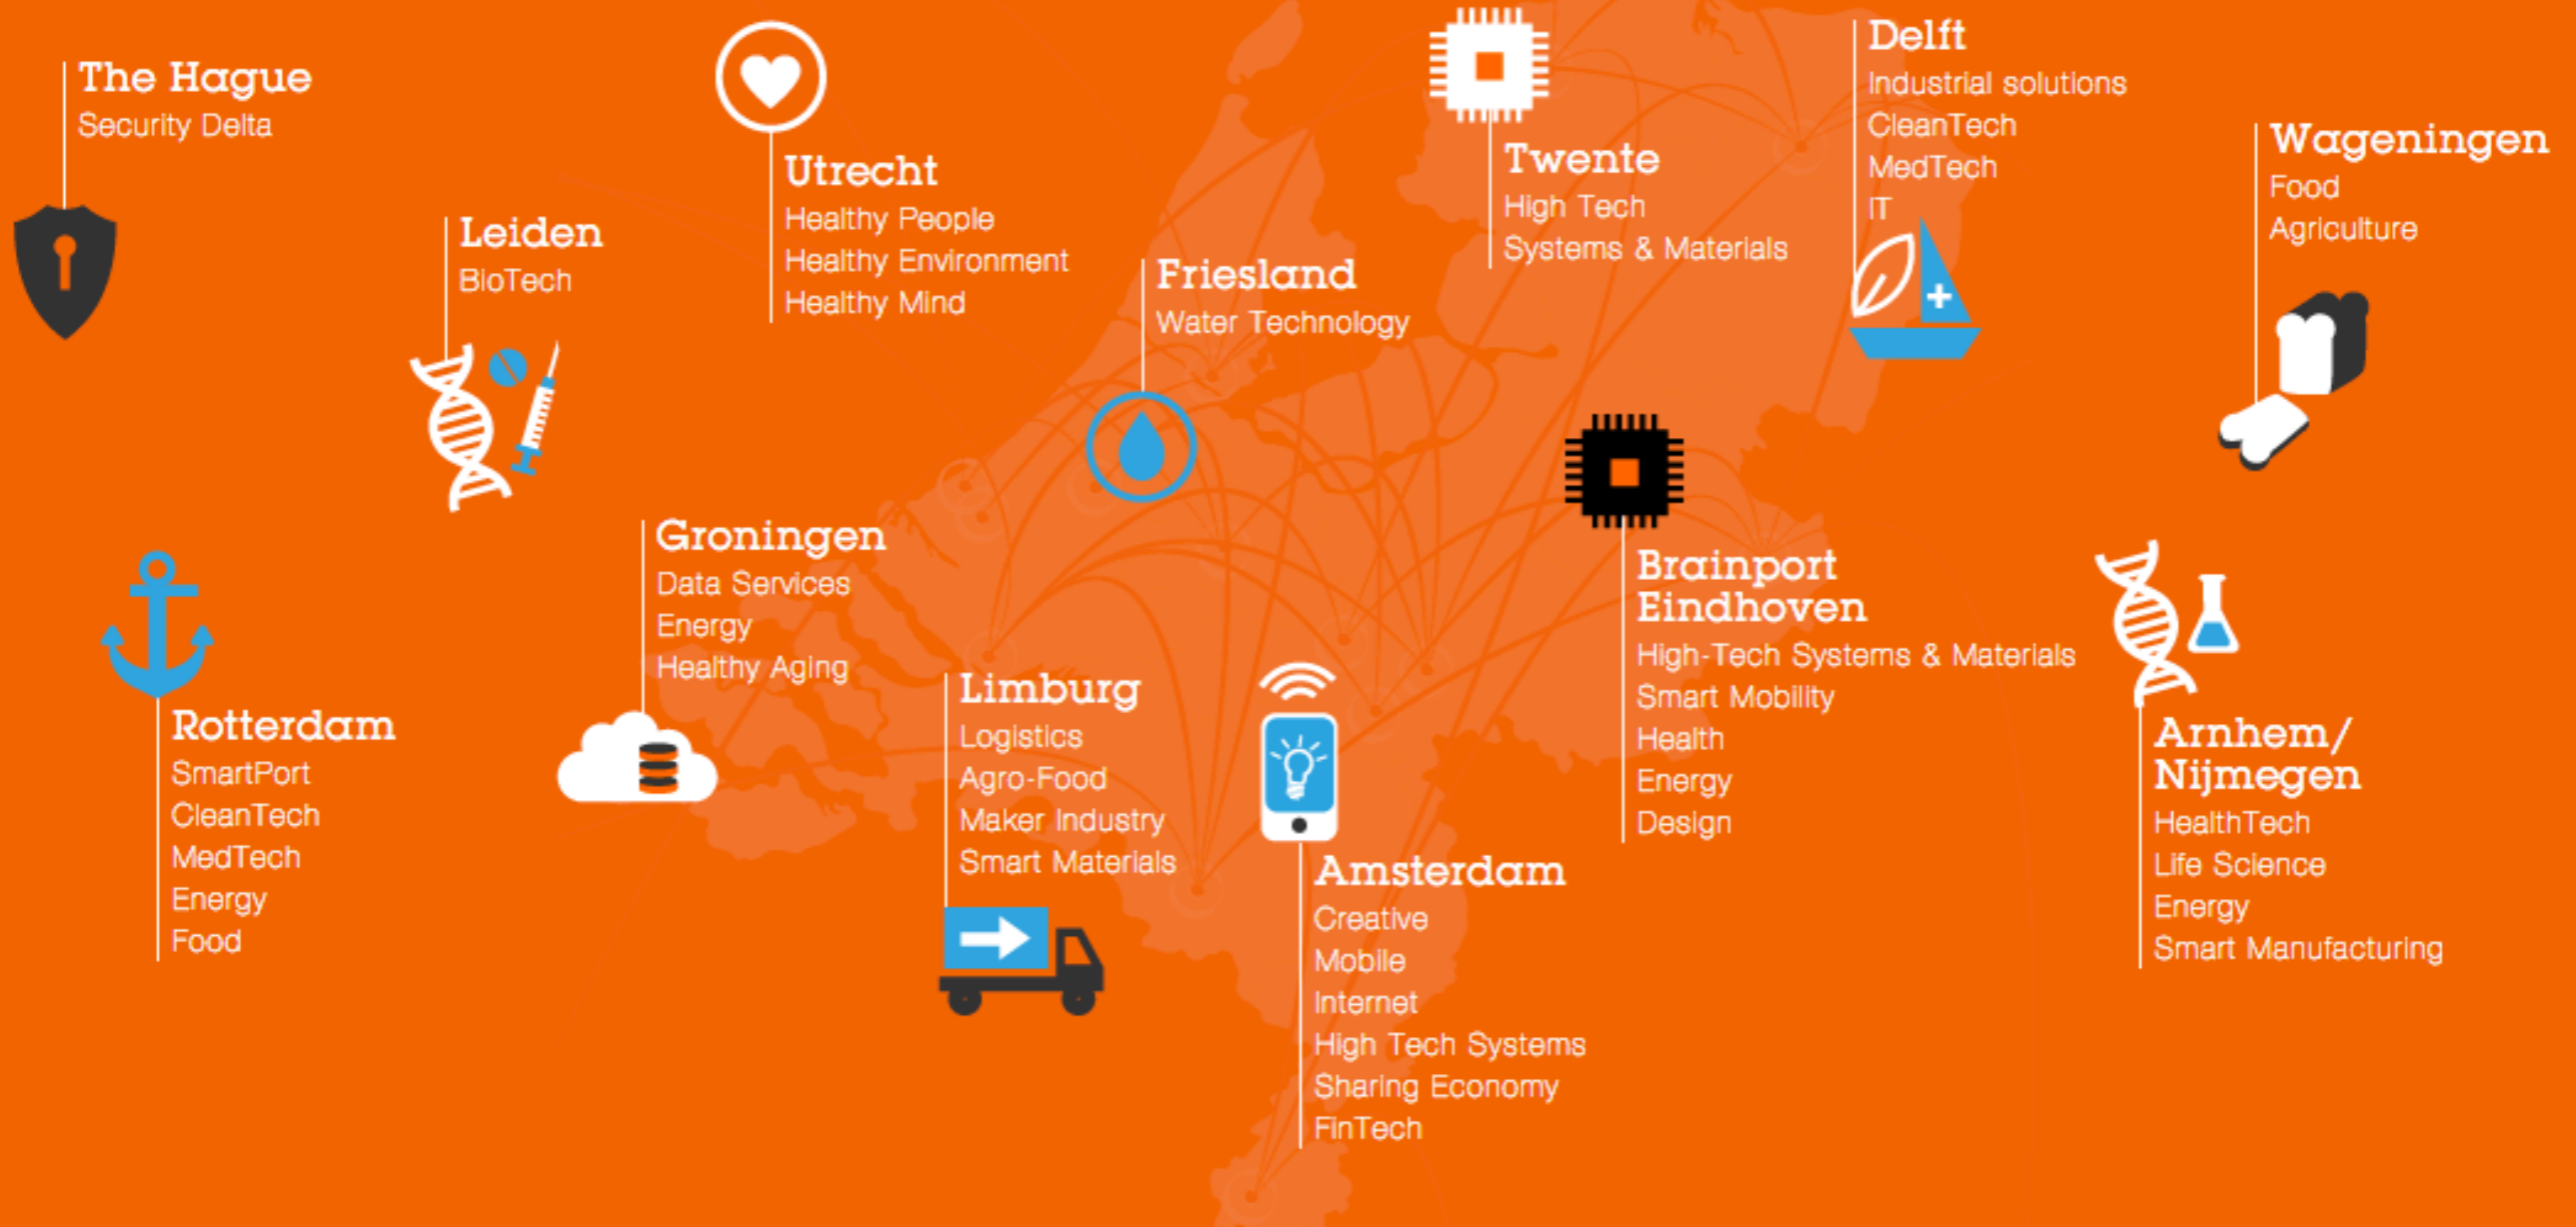 The Hague
Security Delta
Leiden
BioTech
Utrecht
Healthy People
Healthy Environment
Healthy Mind
Friesland
Water Technology
Twente
High Tech
Systems & Materials
Delft
Industrial solutions
CleanTech
MedTech
IT
Wageningen
Food
Agriculture
Rotterdam
SmartPort
CleanTech
MedTech
Energy
Food
Groningen
Data Services
Energy
Healthy Aging
Limburg
Logistics
Agro-Food
Maker Industry
Smart Materials
Amsterdam
Creative
Mobile
Internet
High Tech Systems
Sharing Economy
FinTech
Brainport
Eindhoven
High-Tech Systems & Materials
Smart Mobility
Health
Energy
Design
Arnhem/
Nijmegen
HealthTech
Life Science
Energy
Smart Manufacturing